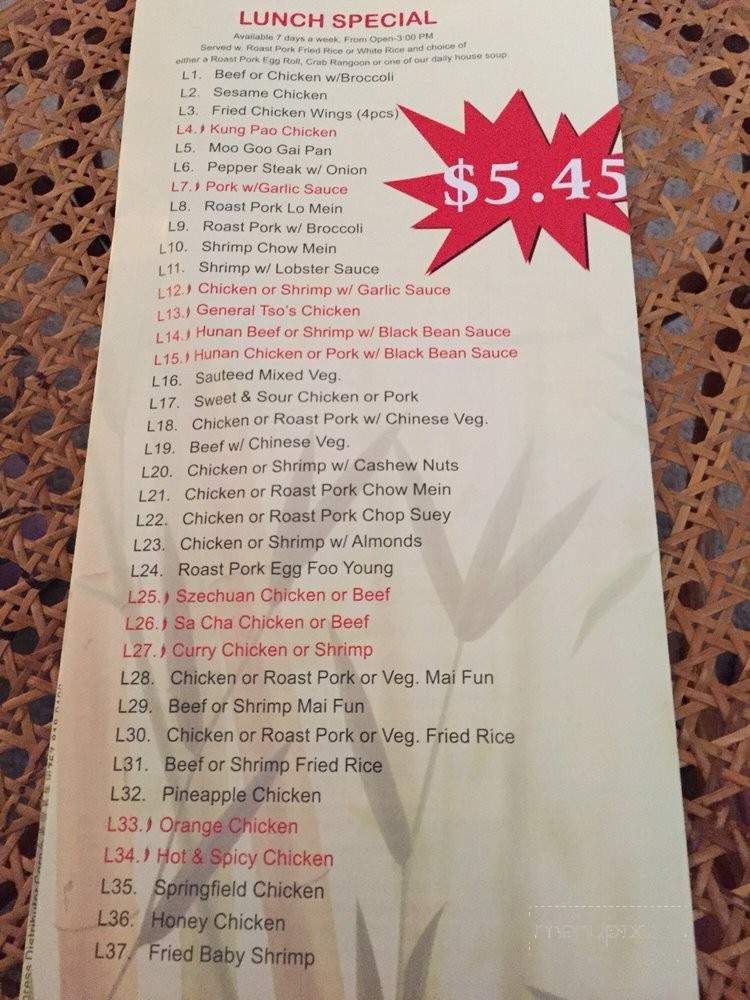 LUNCH SPECIAL
Available 7 days a week, From Open-3:00 PM
Served w. Roast Pork Fried Rice or White Rice and choice of
either a Roast Pork Egg Roll, Crab Rangoon or one of our daily house soup.
L1. Beef or Chicken w/Broccoli
L2. Sesame Chicken
L3. Fried Chicken Wings (4pcs)
L4. Kung Pao Chicken
L5. Moo Goo Gai Pan
L6. Pepper Steak w/ Onion
L7. Pork w/Garlic Sauce
L8. Roast Pork Lo Mein
L9. Roast Pork w/ Broccoli
L10. Shrimp Chow Mein
L11. Shrimp w/ Lobster Sauce
L12. Chicken or Shrimp w/ Garlic Sauce
L13. General Tso's Chicken
L14. Hunan Beef or Shrimp w/ Black Bean Sauce
L15. Hunan Chicken or Pork w/ Black Bean Sauce
L16. Sauteed Mixed Veg.
L17. Sweet & Sour Chicken or Pork
L18. Chicken or Roast Pork w/ Chinese Veg.
L19. Beef w/ Chinese Veg.
L20. Chicken or Shrimp w/ Cashew Nuts
L21. Chicken or Roast Pork Chow Mein
L22. Chicken or Roast Pork Chop Suey
L23. Chicken or Shrimp w/ Almonds
L24. Roast Pork Egg Foo Young
L25. Szechuan Chicken or Beef
L26. Sa Cha Chicken or Beef
L27. Curry Chicken or Shrimp
L28. Chicken or Roast Pork or Veg. Mai Fun
L29. Beef or Shrimp Mai Fun
L30. Chicken or Roast Pork or Veg. Fried Rice
L31. Beef or Shrimp Fried Rice
L32. Pineapple Chicken
L33. Orange Chicken
L34. Hot & Spicy Chicken
L35. Springfield Chicken
L36. Honey Chicken
L37. Fried Baby Shrimp
$5.45
menupix